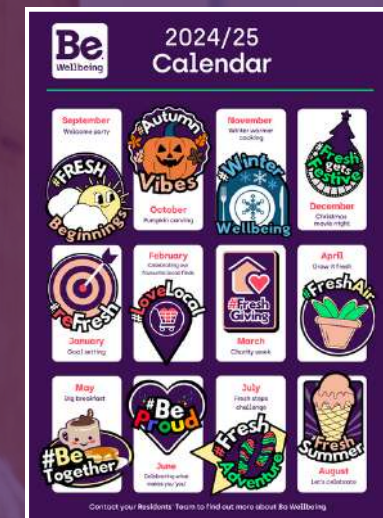 Be
Wellbeing
2024/25
Calendar
September
Welcome party
#FRESH
Beginnings
#Autumn
Vibes
October
Pumpkin carving
November
Winter warmer
cooking
#Winter
Wellbeing
#Fresh
gets
Festive
December
Christmas
movie night
#reFresh
January
Goal setting
February
Celebrating our
favourite local finds
#LoveLocal
#Fresh
Giving
March
Charity week
April
Grow it fresh
#FreshAir
May
Big breakfast
#Be
Together
#Be
Proud
June
Celebrating what
makes you 'you'
July
Fresh steps
challenge
#Fresh
Adventure
#Fresh
Summer
August
Let's celebrate
Contact your Residents' Team to find out more about Be Wellbeing